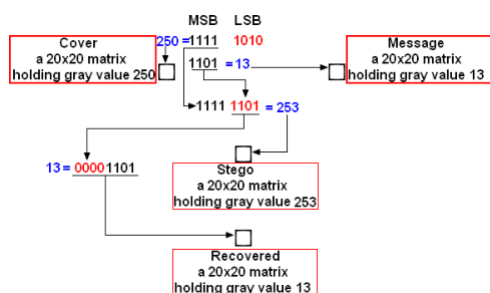 MSB LSB
Cover
a 20x20 matrix
holding gray value 250
250 = 1111 1010
1101 = 13
Message
a 20x20 matrix
holding gray value 13
1111 1101 = 253
13 = 00001101
Stego
a 20x20 matrix
holding gray value 253
Recovered
a 20x20 matrix
holding gray value 13